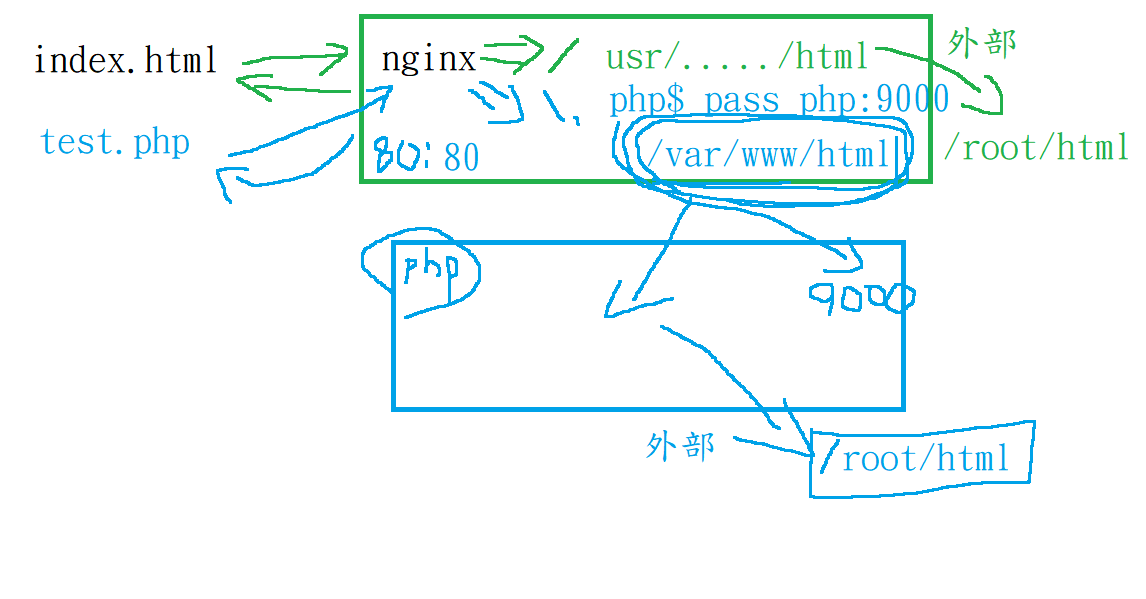 index.html
nginx / usr/...../html 外部
test.php
\. php$ pass php:9000
80:80 /var/www/html /root/html
php
9000
外部 /root/html